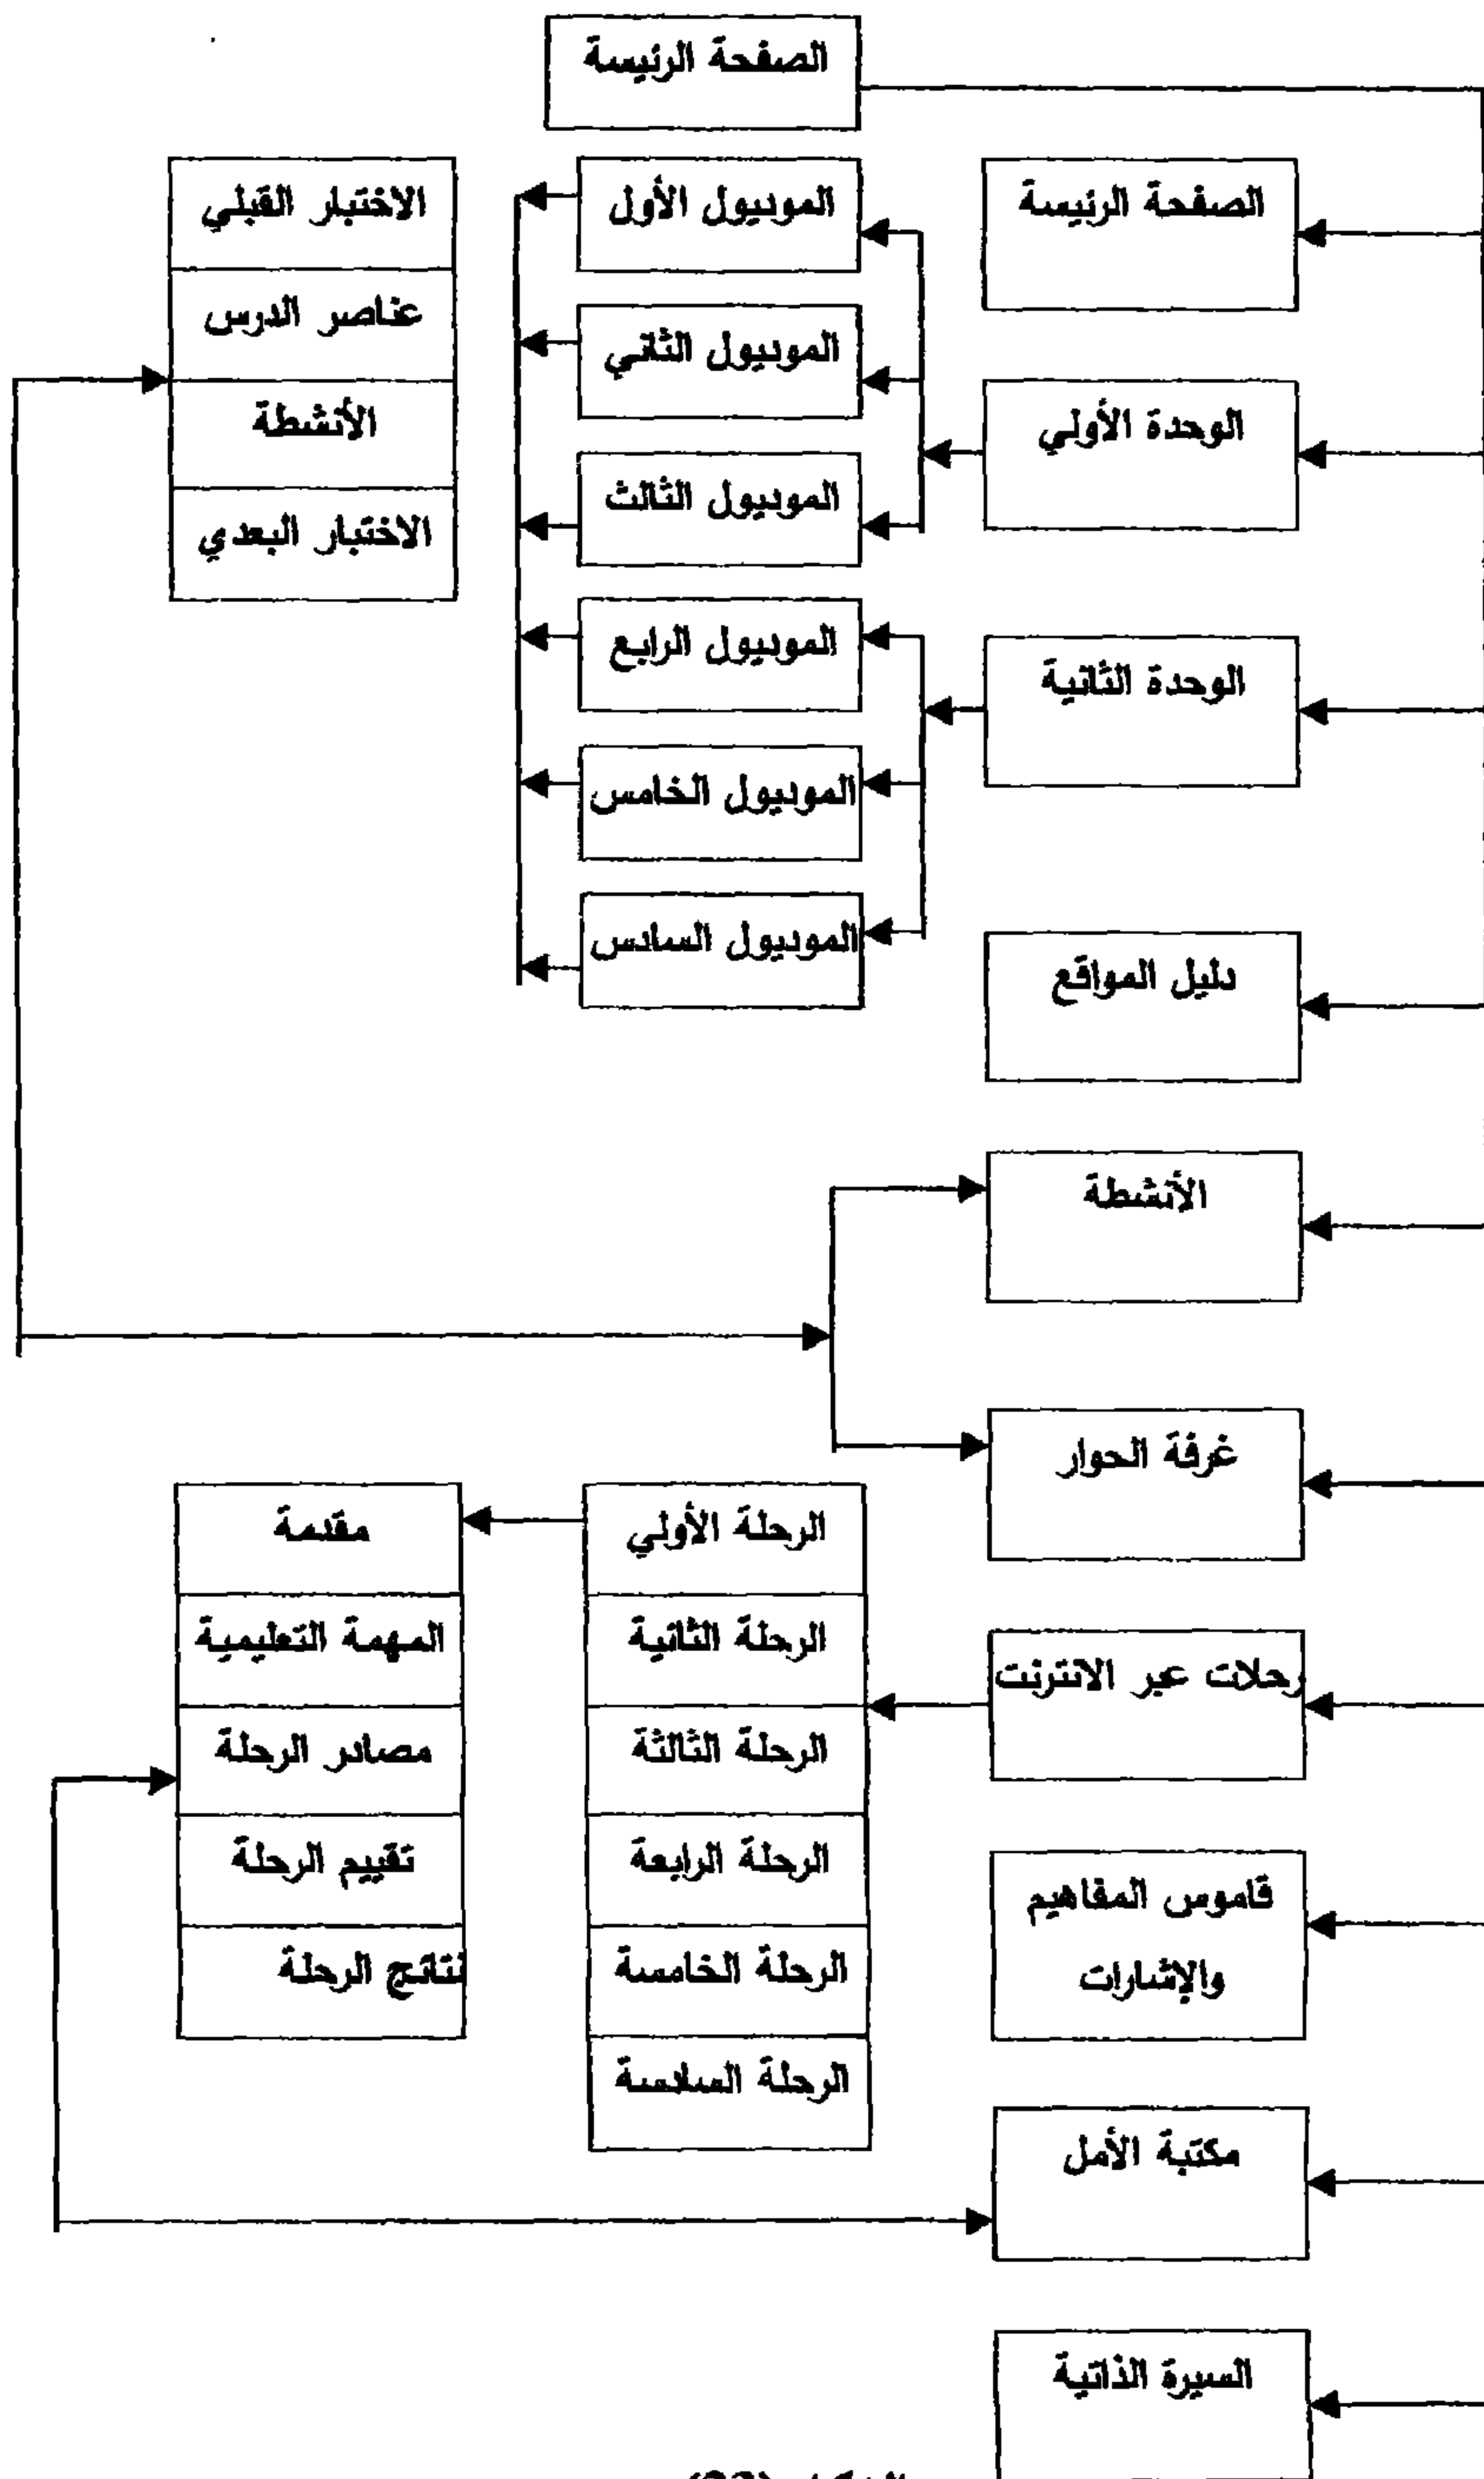 الصفحة الرئيسة
الصفحة الرئيسة
الموديول الأول
الاختبار القبلي
عناصر الدرس
الأنشطة
الاختبار البعدي
الموديول الثاني
الوحدة الأولي
الموديول الثالث
الموديول الرابع
الوحدة الثانية
الموديول الخامس
الموديول السادس
دليل المواقع
الأنشطة
غرفة الحوار
رحلات عبر الانترنت
الرحلة الأولي
الرحلة الثانية
الرحلة الثالثة
الرحلة الرابعة
الرحلة الخامسة
الرحلة السادسة
مقدمة
المهمة التعليمية
مصادر الرحلة
تقييم الرحلة
نتائج الرحلة
قاموس المفاهيم
والإشارات
مكتبة الأمل
السيرة الذاتية